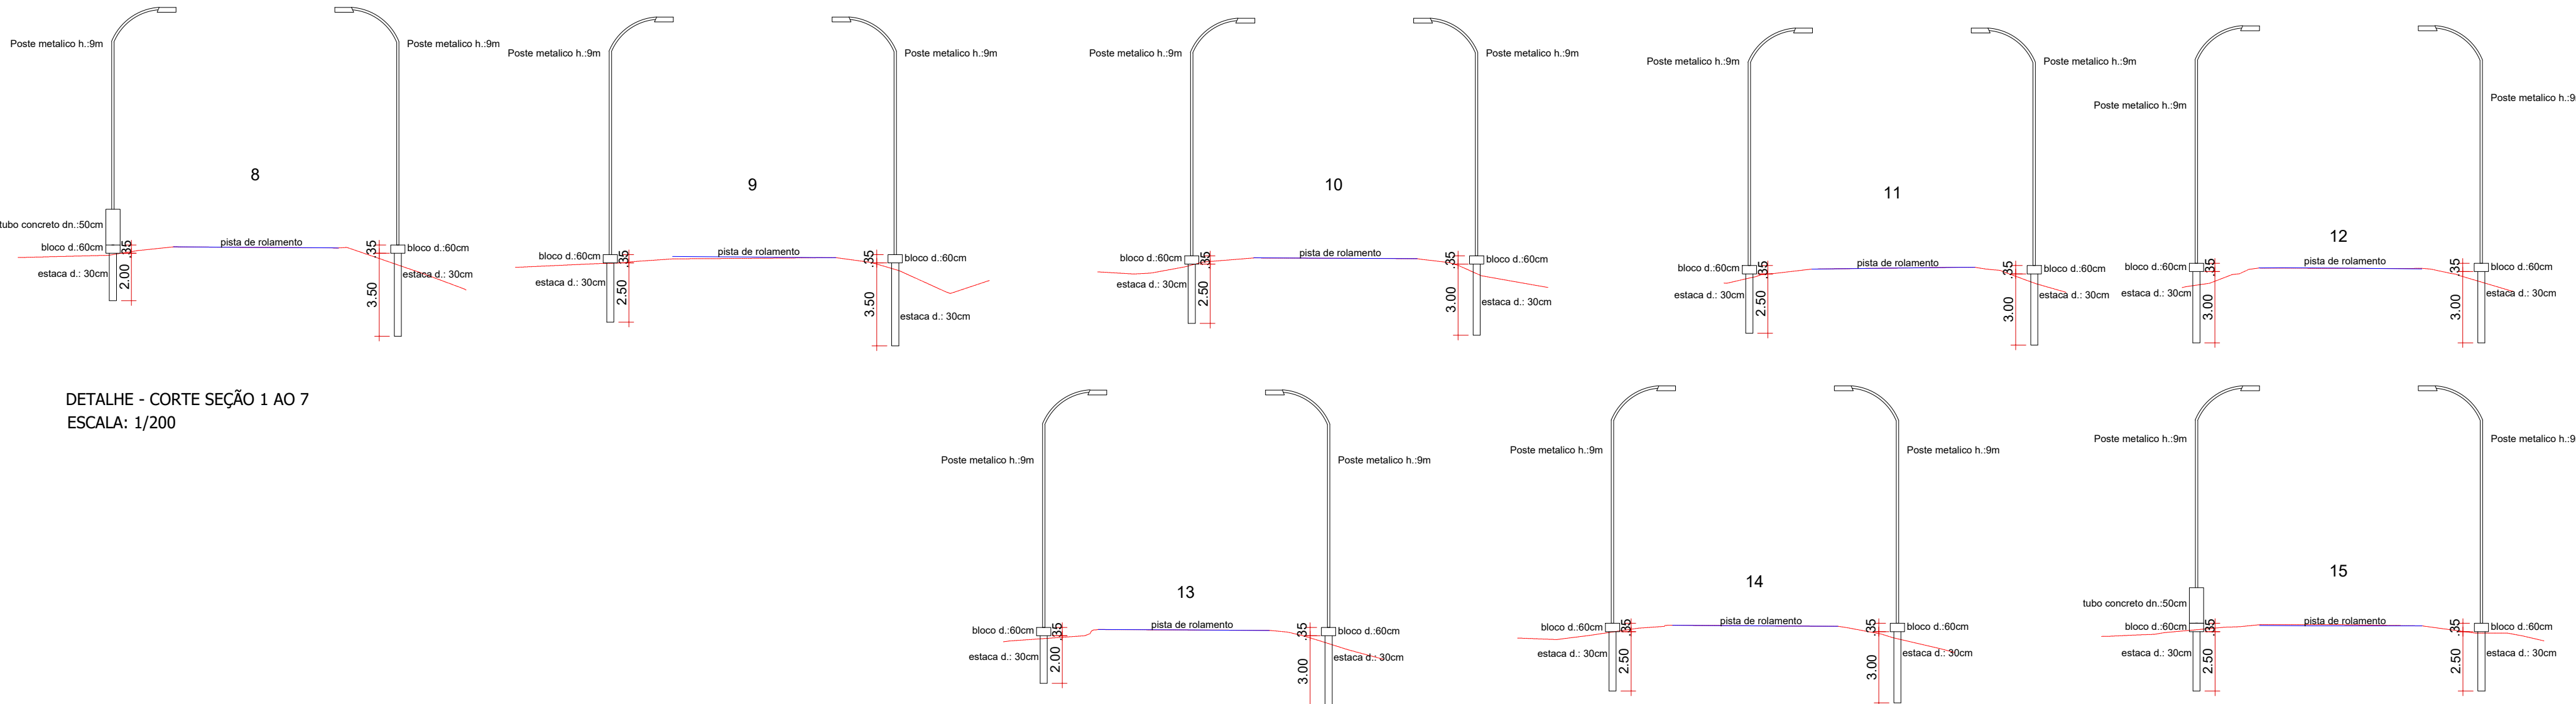 Poste metalico h.:9m
Poste metalico h.:9m
8
tubo concreto dn.:50cm
bloco d.:60cm
.35
pista de rolamento
.35
bloco d.:60cm
estaca d.: 30cm
2.00
3.50
estaca d.: 30cm
Poste metalico h.:9m
Poste metalico h.:9m
9
bloco d.:60cm
.35
pista de rolamento
.35
bloco d.:60cm
estaca d.: 30cm
2.50
3.50
estaca d.: 30cm
Poste metalico h.:9m
Poste metalico h.:9m
10
bloco d.:60cm
.35
pista de rolamento
.35
bloco d.:60cm
estaca d.: 30cm
2.50
3.00
estaca d.: 30cm
Poste metalico h.:9m
Poste metalico h.:9m
11
bloco d.:60cm
.35
pista de rolamento
.35
bloco d.:60cm
estaca d.: 30cm
2.50
3.00
estaca d.: 30cm
Poste metalico h.:9m
Poste metalico h.:9
12
bloco d.:60cm
.35
pista de rolamento
.35
bloco d.:60cm
estaca d.: 30cm
3.00
3.00
estaca d.: 30cm
DETALHE - CORTE SEÇÃO 1 AO 7
ESCALA: 1/200
Poste metalico h.:9m
Poste metalico h.:9m
13
bloco d.:60cm
.35
pista de rolamento
.35
bloco d.:60cm
estaca d.: 30cm
2.00
3.00
estaca d.: 30cm
Poste metalico h.:9m
Poste metalico h.:9m
14
bloco d.:60cm
.35
pista de rolamento
.35
bloco d.:60cm
estaca d.: 30cm
2.50
3.00
estaca d.: 30cm
Poste metalico h.:9m
Poste metalico h.:9
15
tubo concreto dn.:50cm
bloco d.:60cm
.35
pista de rolamento
.35
bloco d.:60cm
estaca d.: 30cm
2.50
2.50
estaca d.: 30cm